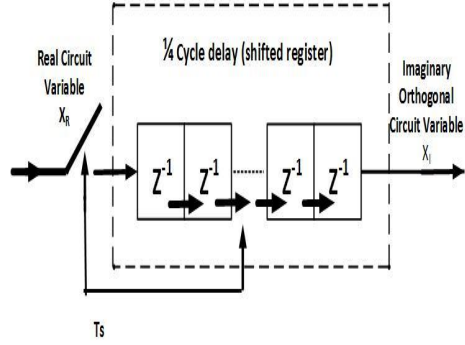 ¼ Cycle delay (shifted register)
Real Circuit
Variable
X_R
Imaginary
Orthogonal
Circuit Variable
X_I
Z^-1 Z^-1 Z^-1 Z^-1
Ts